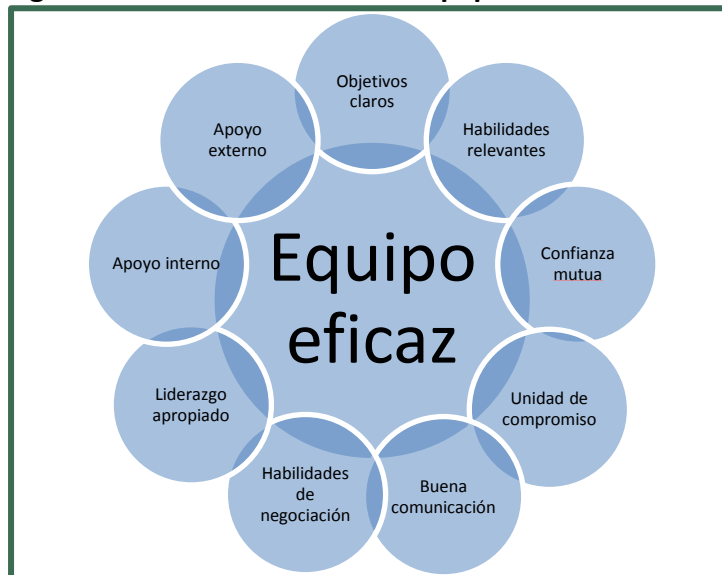 Equipo
eficaz
Objetivos
claros
Habilidades
relevantes
Confianza
mutua
Unidad de
compromiso
Buena
comunicación
Habilidades
de
negociación
Liderazgo
apropiado
Apoyo interno
Apoyo
externo